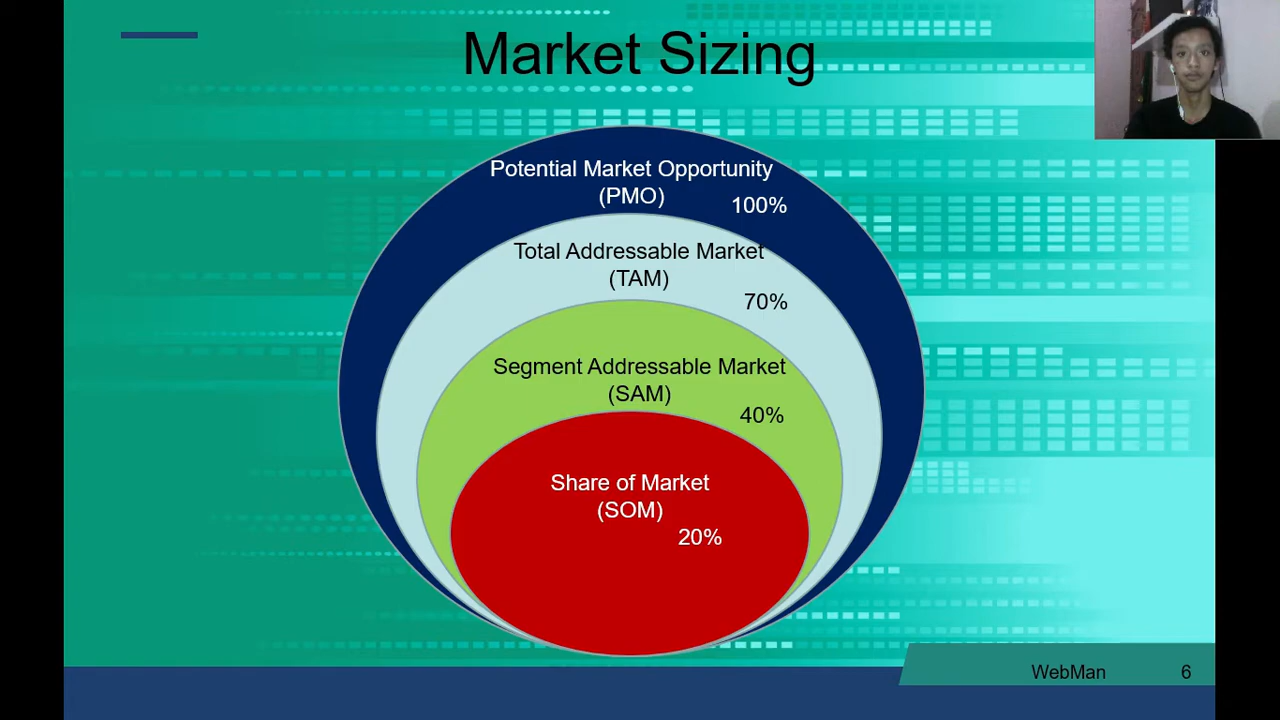 Market Sizing
Potential Market Opportunity
(PMO)
100%
Total Addressable Market
(TAM)
70%
Segment Addressable Market
(SAM)
40%
Share of Market
(SOM)
20%
WebMan 6